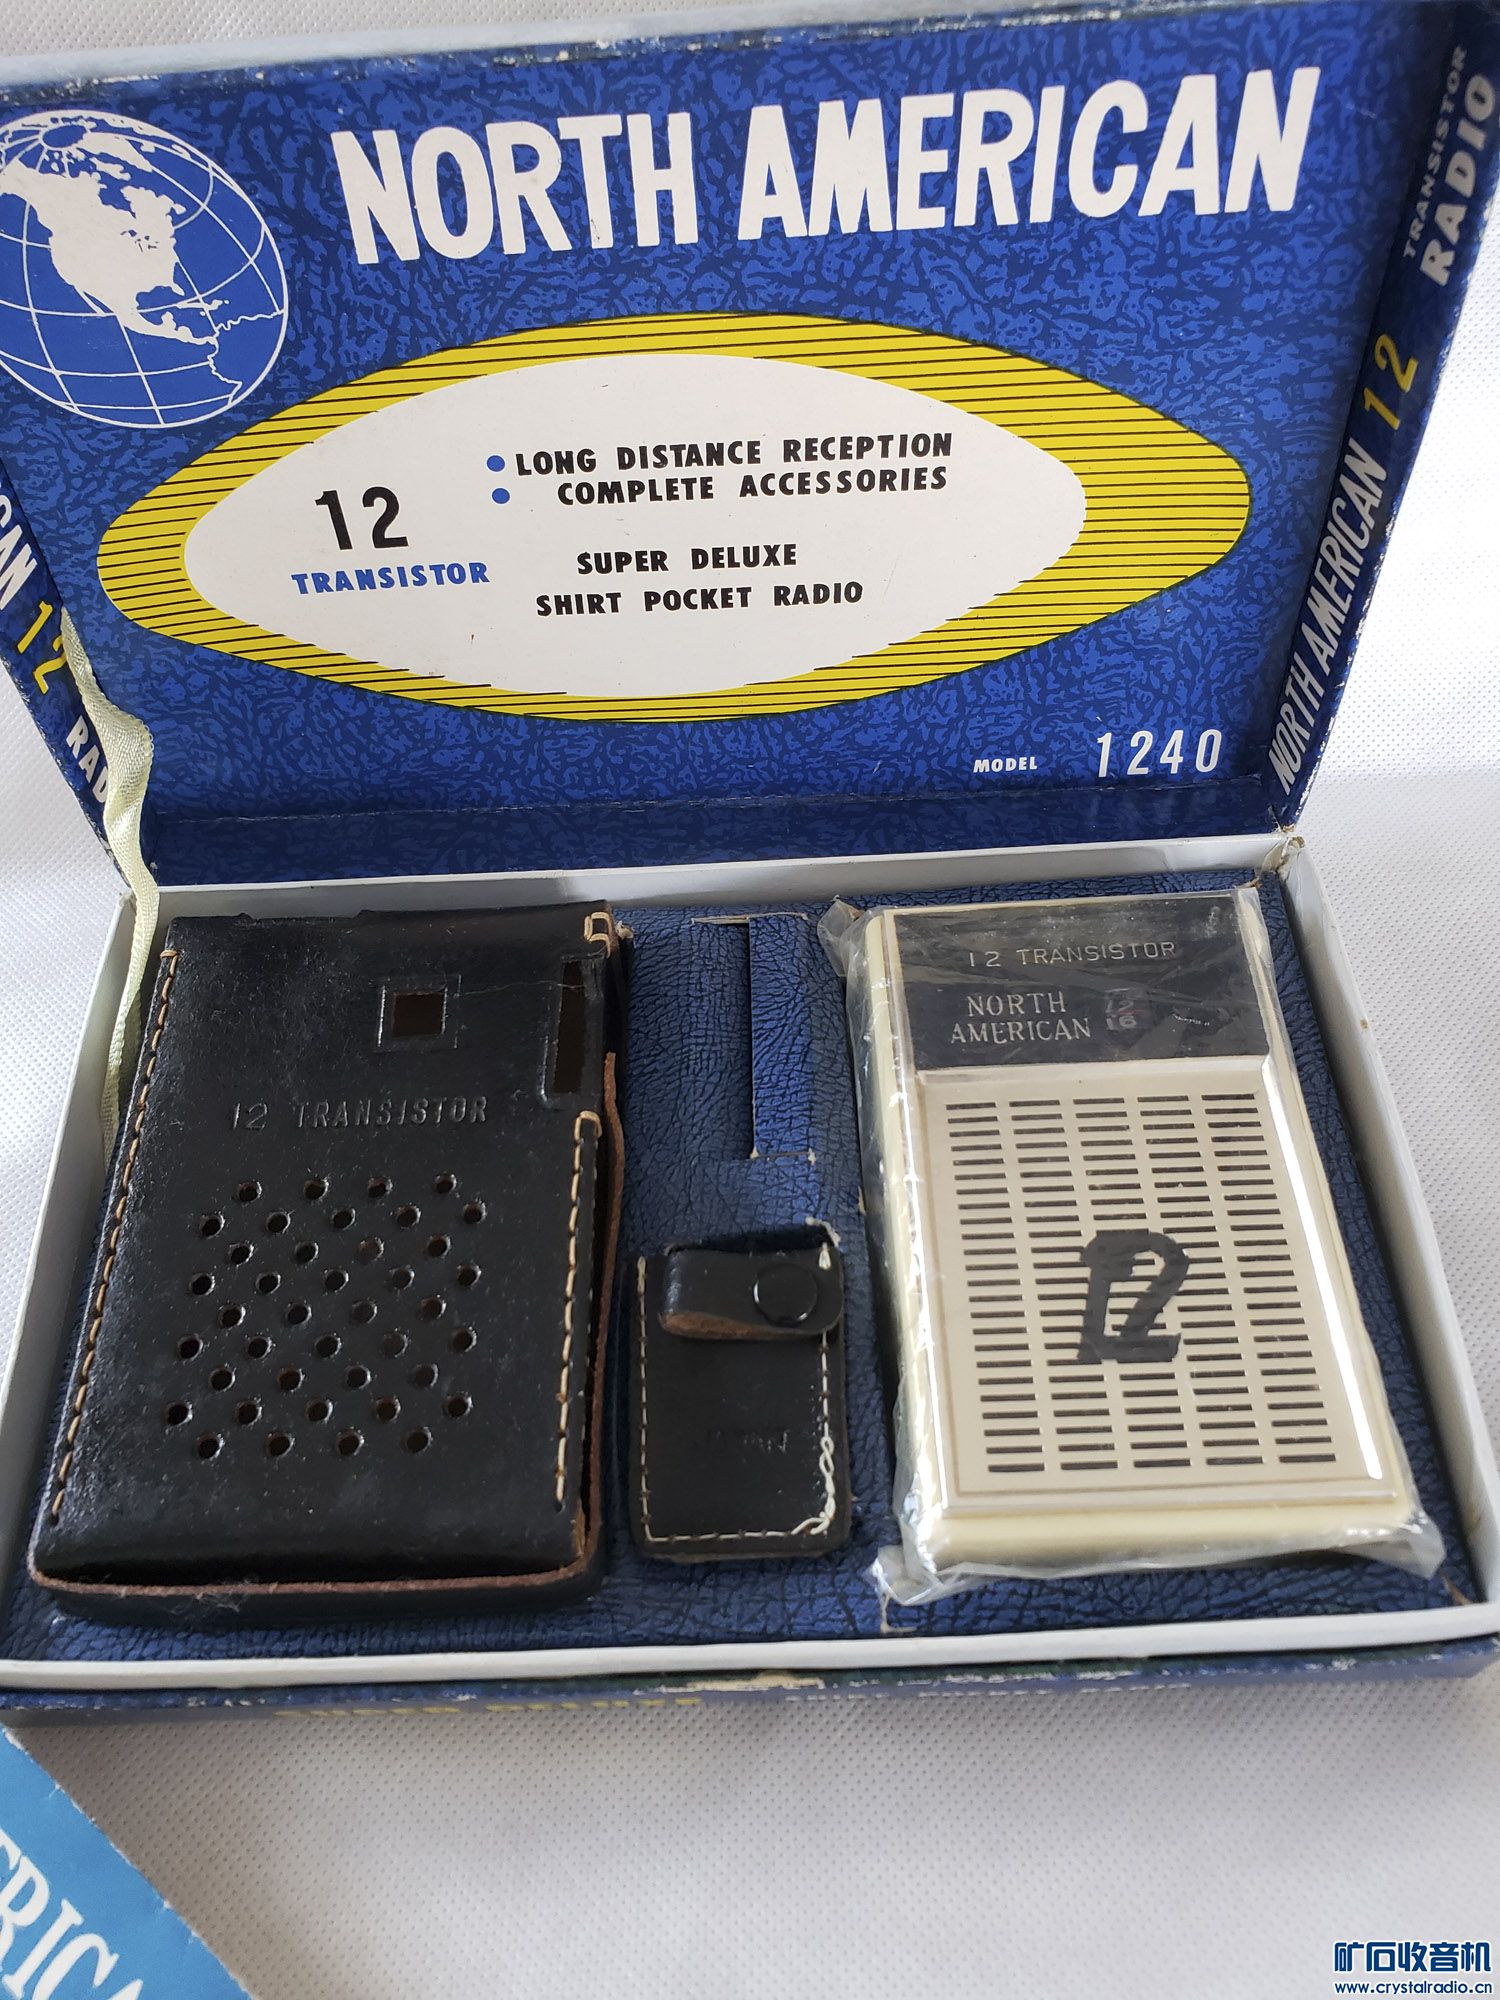 NORTH AMERICAN
12
TRANSISTOR
LONG DISTANCE RECEPTION
COMPLETE ACCESSORIES
SUPER DELUXE
SHIRT POCKET RADIO
MODEL 1240
NORTH AMERICAN 12 TRANSISTOR RADIO
12
12 TRANSISTOR
12 TRANSISTOR
NORTH
AMERICAN
12
16
12
矿石收音机
www.crystalradio.cn